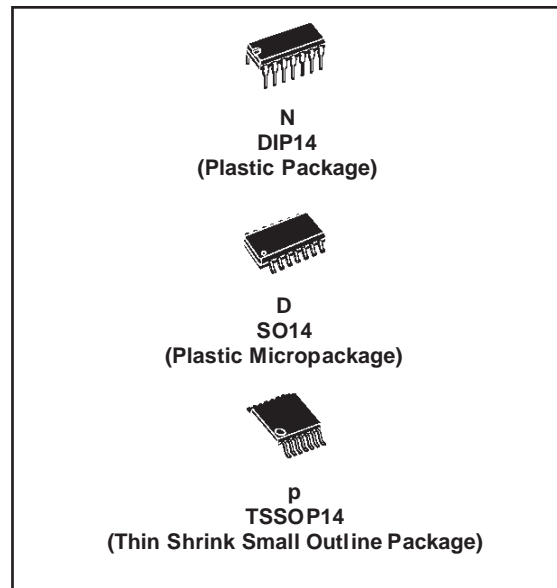 N
DIP14
(Plastic Package)
D
SO14
(Plastic Micropackage)
p
TSSOP14
(Thin Shrink Small Outline Package)